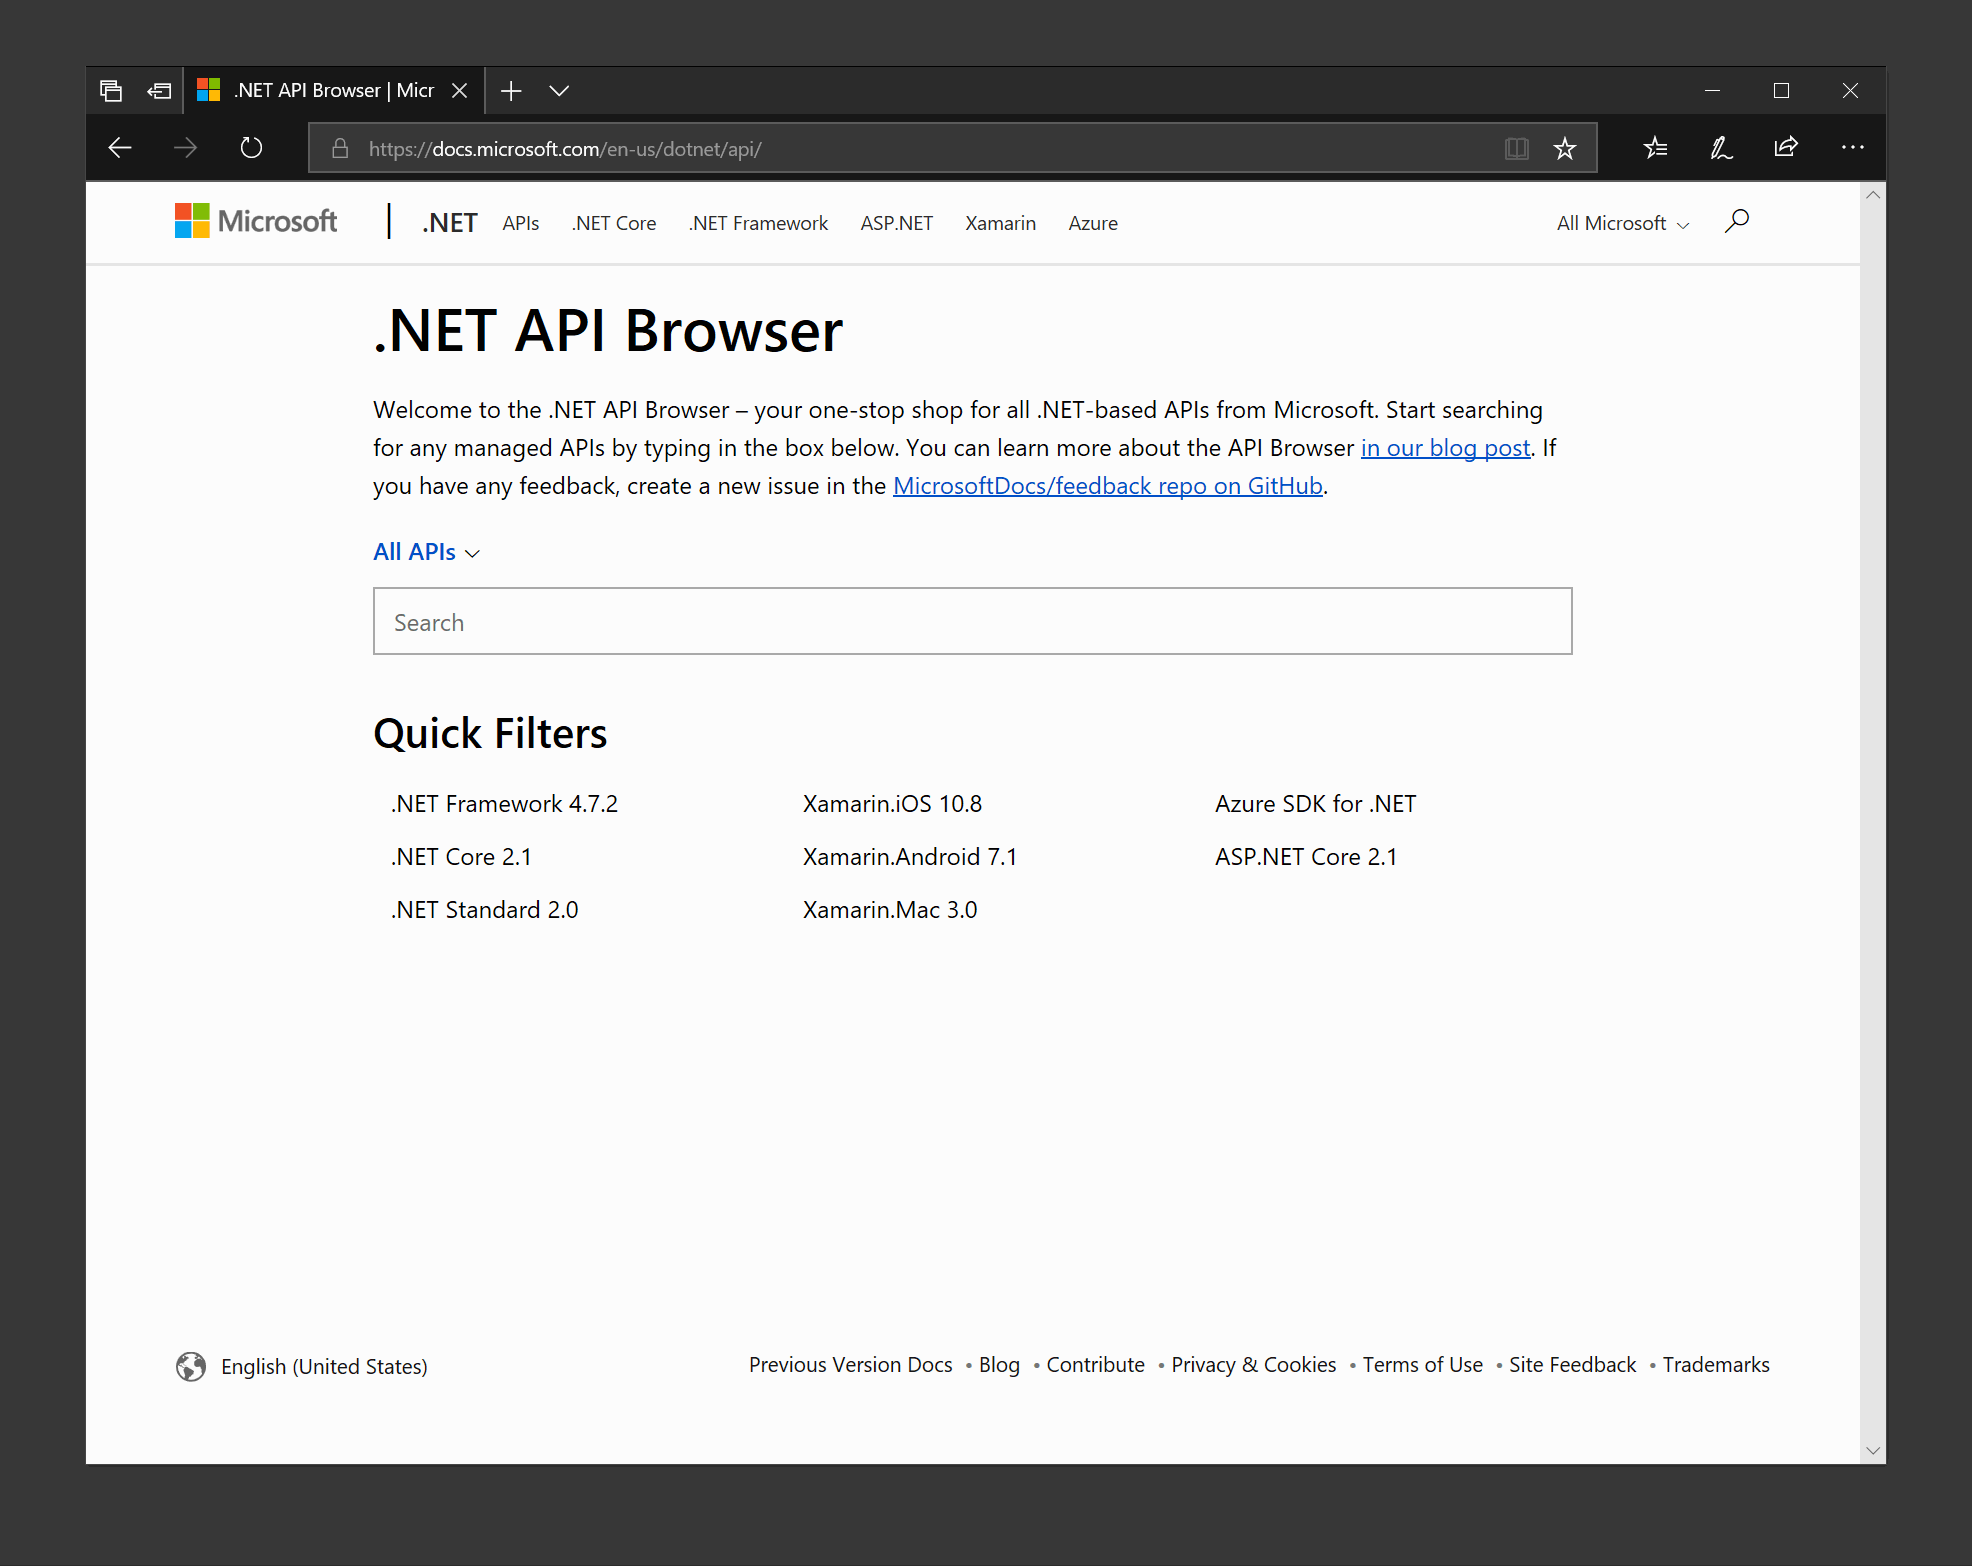 .NET API Browser | Micr
https://docs.microsoft.com/en-us/dotnet/api/
Microsoft | .NET APIs .NET Core .NET Framework ASP.NET Xamarin Azure All Microsoft
.NET API Browser
Welcome to the .NET API Browser – your one-stop shop for all .NET-based APIs from Microsoft. Start searching
for any managed APIs by typing in the box below. You can learn more about the API Browser in our blog post. If
you have any feedback, create a new issue in the MicrosoftDocs/feedback repo on GitHub.
All APIs
Search
Quick Filters
.NET Framework 4.7.2 Xamarin.iOS 10.8 Azure SDK for .NET
.NET Core 2.1 Xamarin.Android 7.1 ASP.NET Core 2.1
.NET Standard 2.0 Xamarin.Mac 3.0
English (United States) Previous Version Docs • Blog • Contribute • Privacy & Cookies • Terms of Use • Site Feedback • Trademarks